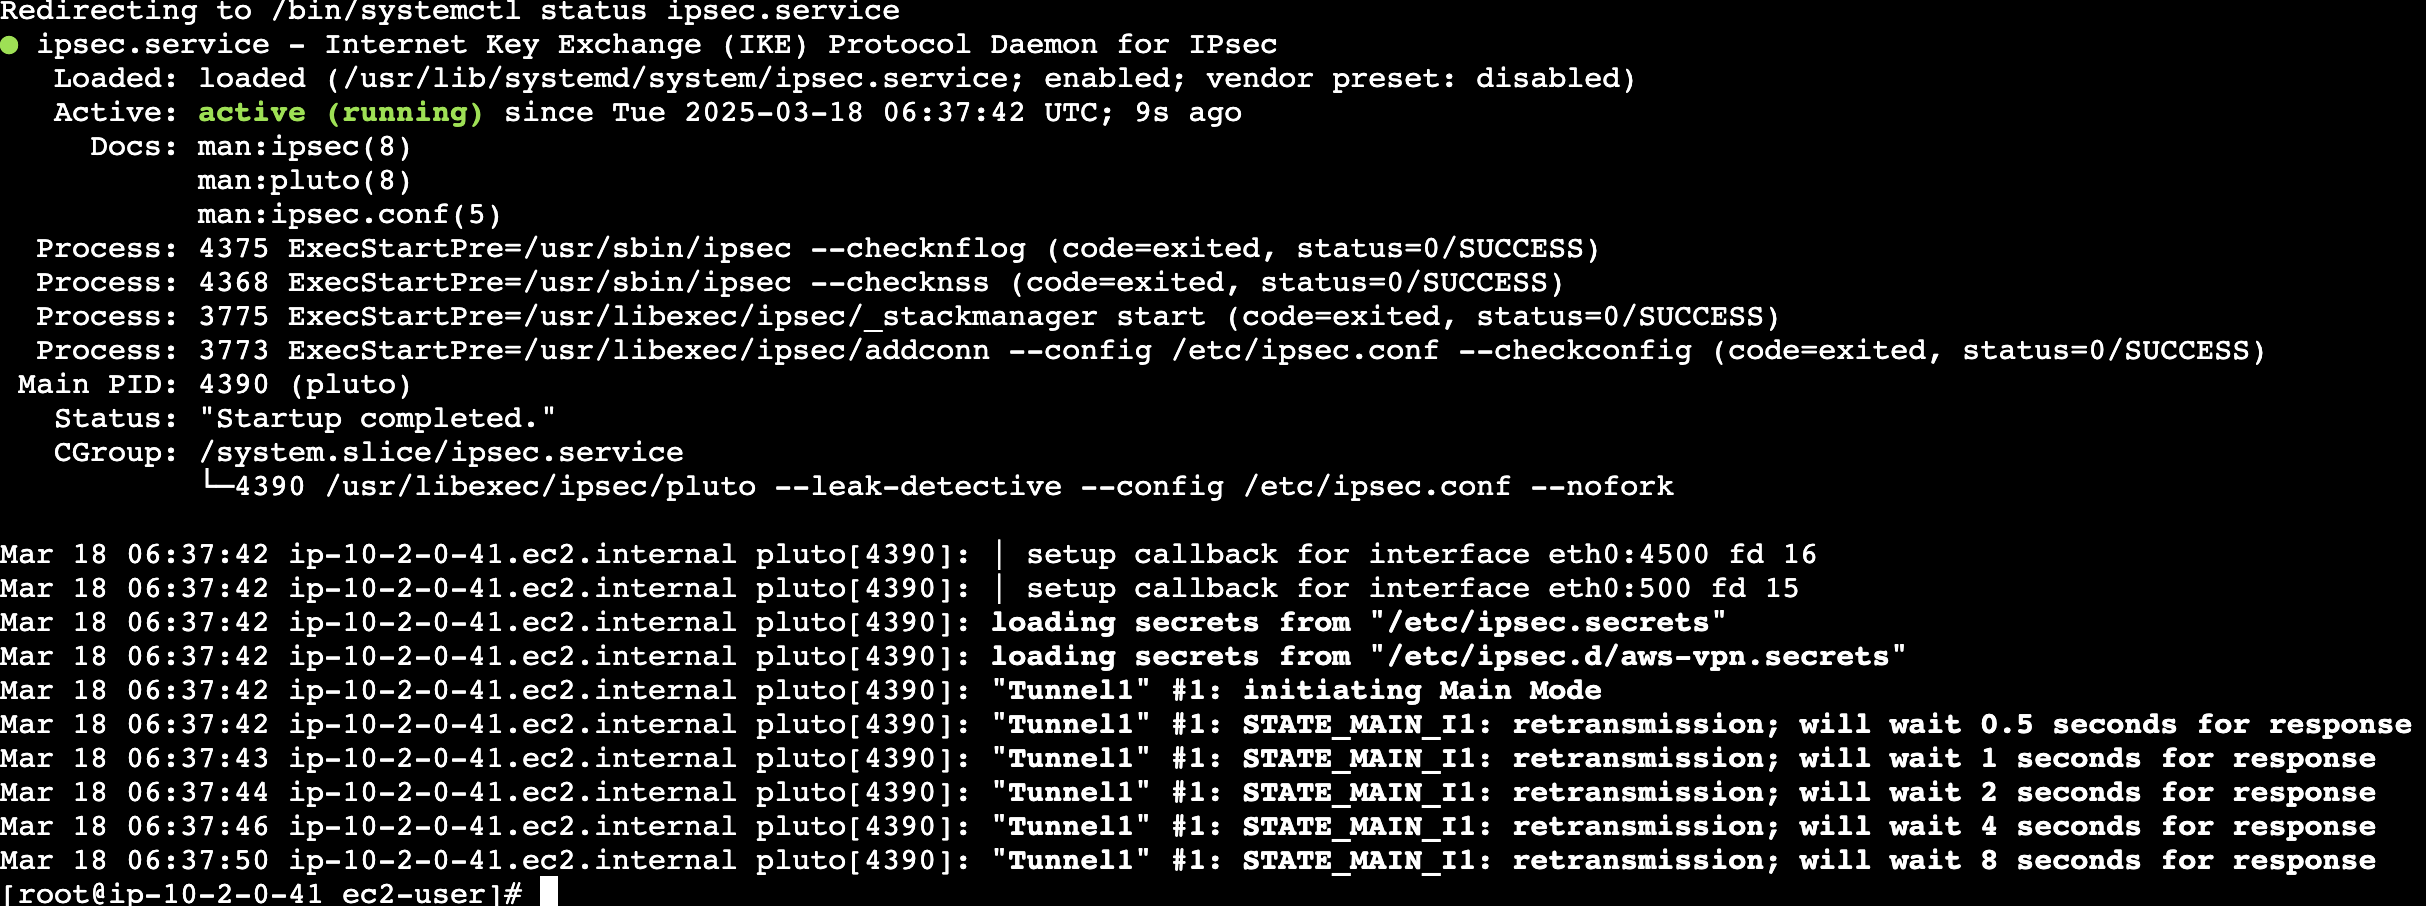 Redirecting to /bin/systemctl status ipsec.service
● ipsec.service - Internet Key Exchange (IKE) Protocol Daemon for IPsec
   Loaded: loaded (/usr/lib/systemd/system/ipsec.service; enabled; vendor preset: disabled)
   Active: active (running) since Tue 2025-03-18 06:37:42 UTC; 9s ago
     Docs: man:ipsec(8)
           man:pluto(8)
           man:ipsec.conf(5)
  Process: 4375 ExecStartPre=/usr/sbin/ipsec --checknflog (code=exited, status=0/SUCCESS)
  Process: 4368 ExecStartPre=/usr/sbin/ipsec --checknss (code=exited, status=0/SUCCESS)
  Process: 3775 ExecStartPre=/usr/libexec/ipsec/_stackmanager start (code=exited, status=0/SUCCESS)
  Process: 3773 ExecStartPre=/usr/libexec/ipsec/addconn --config /etc/ipsec.conf --checkconfig (code=exited, status=0/SUCCESS)
 Main PID: 4390 (pluto)
   Status: "Startup completed."
   CGroup: /system.slice/ipsec.service
           └─4390 /usr/libexec/ipsec/pluto --leak-detective --config /etc/ipsec.conf --nofork

Mar 18 06:37:42 ip-10-2-0-41.ec2.internal pluto[4390]: | setup callback for interface eth0:4500 fd 16
Mar 18 06:37:42 ip-10-2-0-41.ec2.internal pluto[4390]: | setup callback for interface eth0:500 fd 15
Mar 18 06:37:42 ip-10-2-0-41.ec2.internal pluto[4390]: loading secrets from "/etc/ipsec.secrets"
Mar 18 06:37:42 ip-10-2-0-41.ec2.internal pluto[4390]: loading secrets from "/etc/ipsec.d/aws-vpn.secrets"
Mar 18 06:37:42 ip-10-2-0-41.ec2.internal pluto[4390]: "Tunnel1" #1: initiating Main Mode
Mar 18 06:37:42 ip-10-2-0-41.ec2.internal pluto[4390]: "Tunnel1" #1: STATE_MAIN_I1: retransmission; will wait 0.5 seconds for response
Mar 18 06:37:43 ip-10-2-0-41.ec2.internal pluto[4390]: "Tunnel1" #1: STATE_MAIN_I1: retransmission; will wait 1 seconds for response
Mar 18 06:37:44 ip-10-2-0-41.ec2.internal pluto[4390]: "Tunnel1" #1: STATE_MAIN_I1: retransmission; will wait 2 seconds for response
Mar 18 06:37:46 ip-10-2-0-41.ec2.internal pluto[4390]: "Tunnel1" #1: STATE_MAIN_I1: retransmission; will wait 4 seconds for response
Mar 18 06:37:50 ip-10-2-0-41.ec2.internal pluto[4390]: "Tunnel1" #1: STATE_MAIN_I1: retransmission; will wait 8 seconds for response
[root@ip-10-2-0-41 ec2-user]#